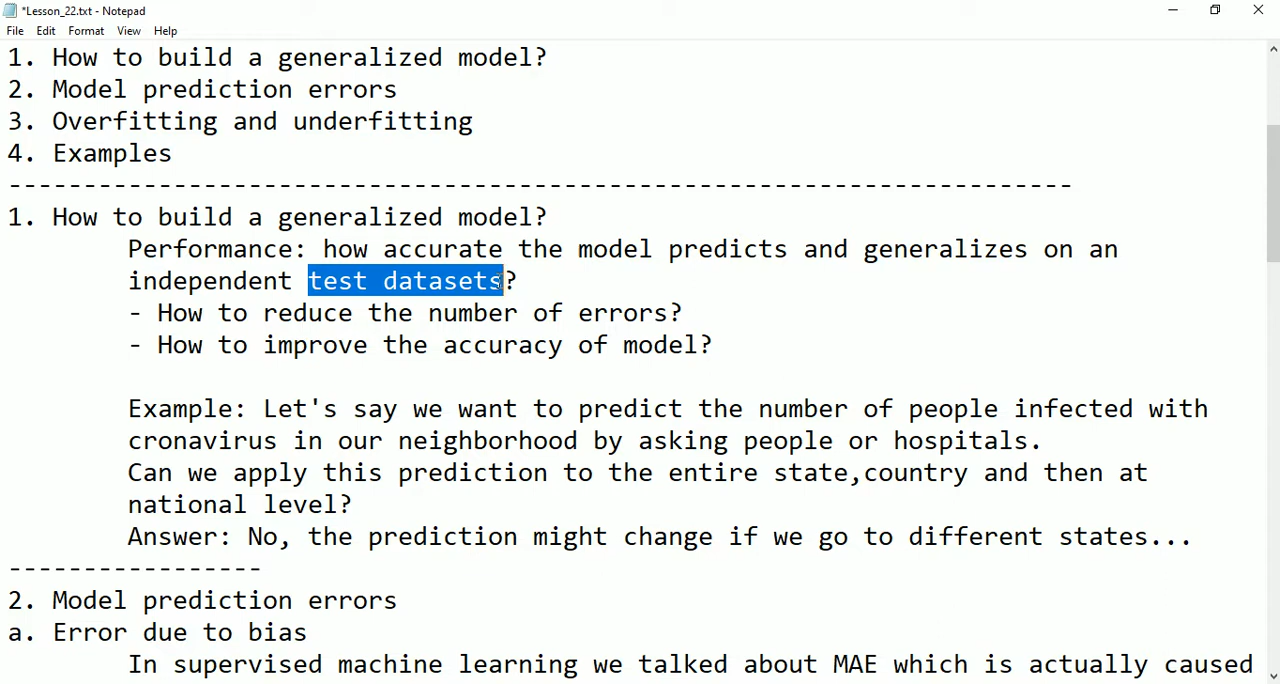 *Lesson_22.txt - Notepad
File Edit Format View Help
1. How to build a generalized model?
2. Model prediction errors
3. Overfitting and underfitting
4. Examples
-----------------------------------------------------------------------
1. How to build a generalized model?
Performance: how accurate the model predicts and generalizes on an
independent test datasets?
- How to reduce the number of errors?
- How to improve the accuracy of model?
Example: Let's say we want to predict the number of people infected with
cronavirus in our neighborhood by asking people or hospitals.
Can we apply this prediction to the entire state,country and then at
national level?
Answer: No, the prediction might change if we go to different states...
-----------------
2. Model prediction errors
a. Error due to bias
In supervised machine learning we talked about MAE which is actually caused